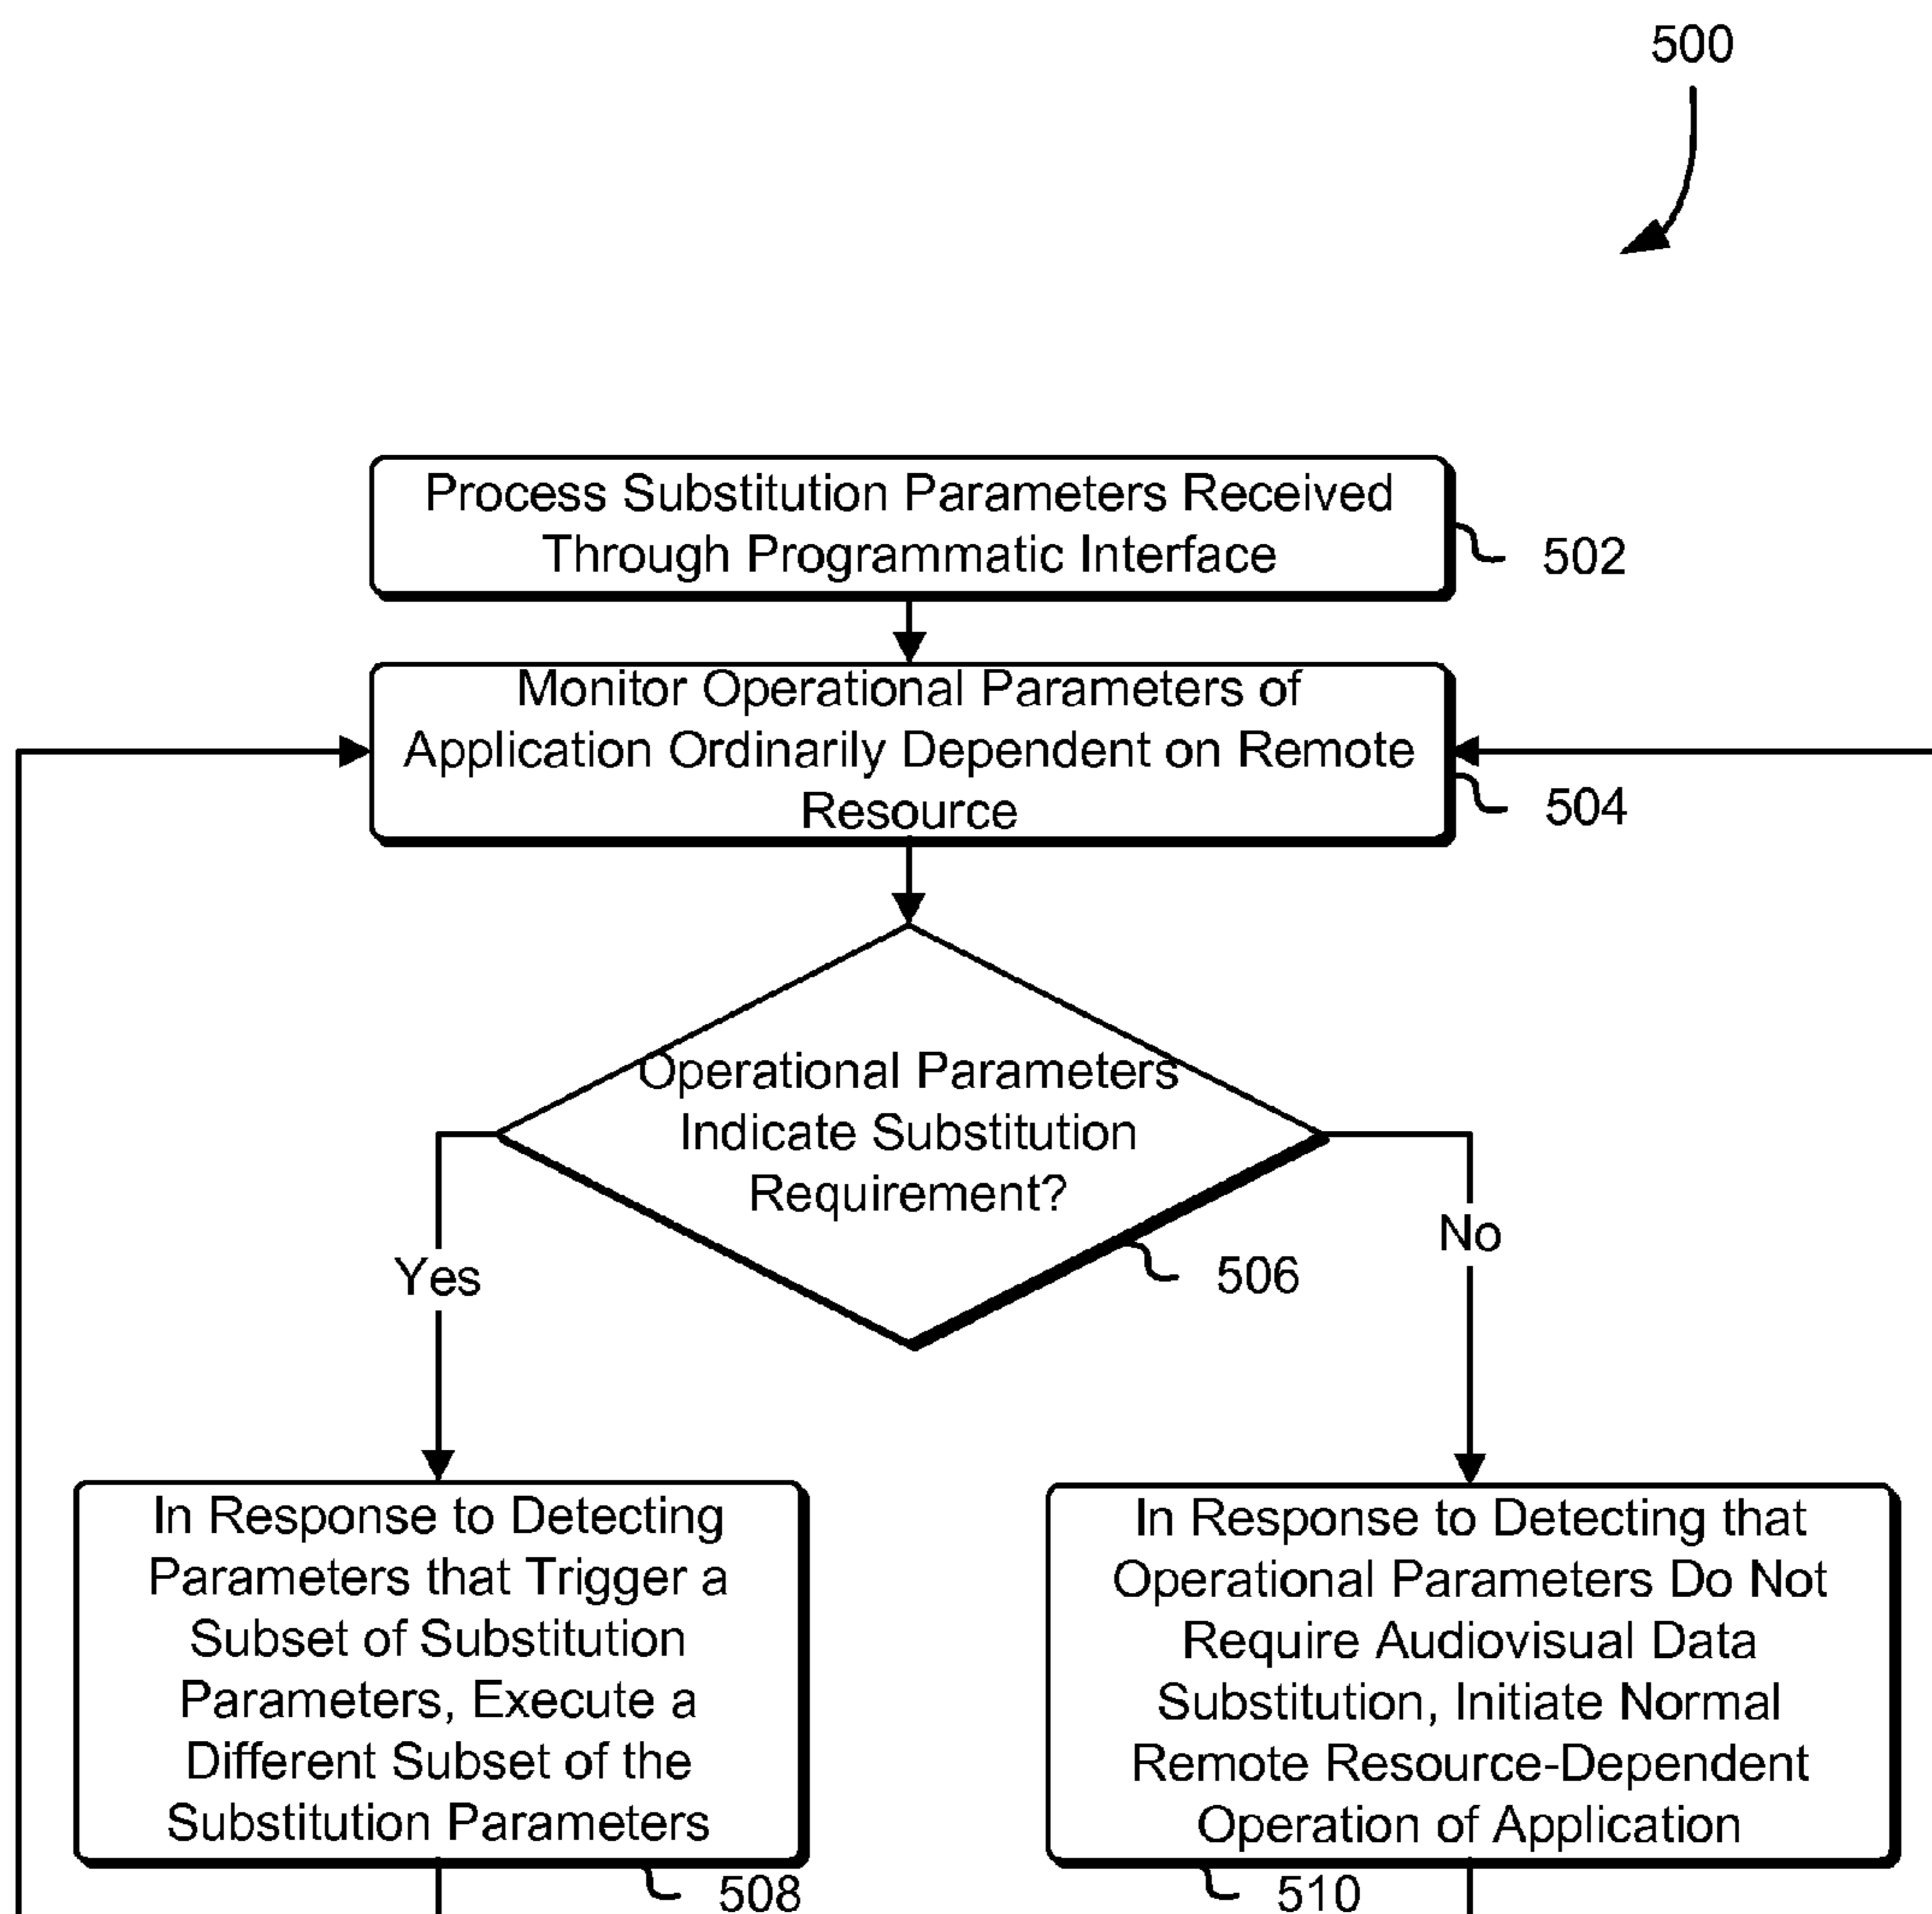 500
Process Substitution Parameters Received
Through Programmatic Interface
502
Monitor Operational Parameters of
Application Ordinarily Dependent on Remote
Resource
504
Operational Parameters
Indicate Substitution
Requirement?
506
Yes
No
In Response to Detecting
Parameters that Trigger a
Subset of Substitution
Parameters, Execute a
Different Subset of the
Substitution Parameters
508
In Response to Detecting that
Operational Parameters Do Not
Require Audiovisual Data
Substitution, Initiate Normal
Remote Resource-Dependent
Operation of Application
510